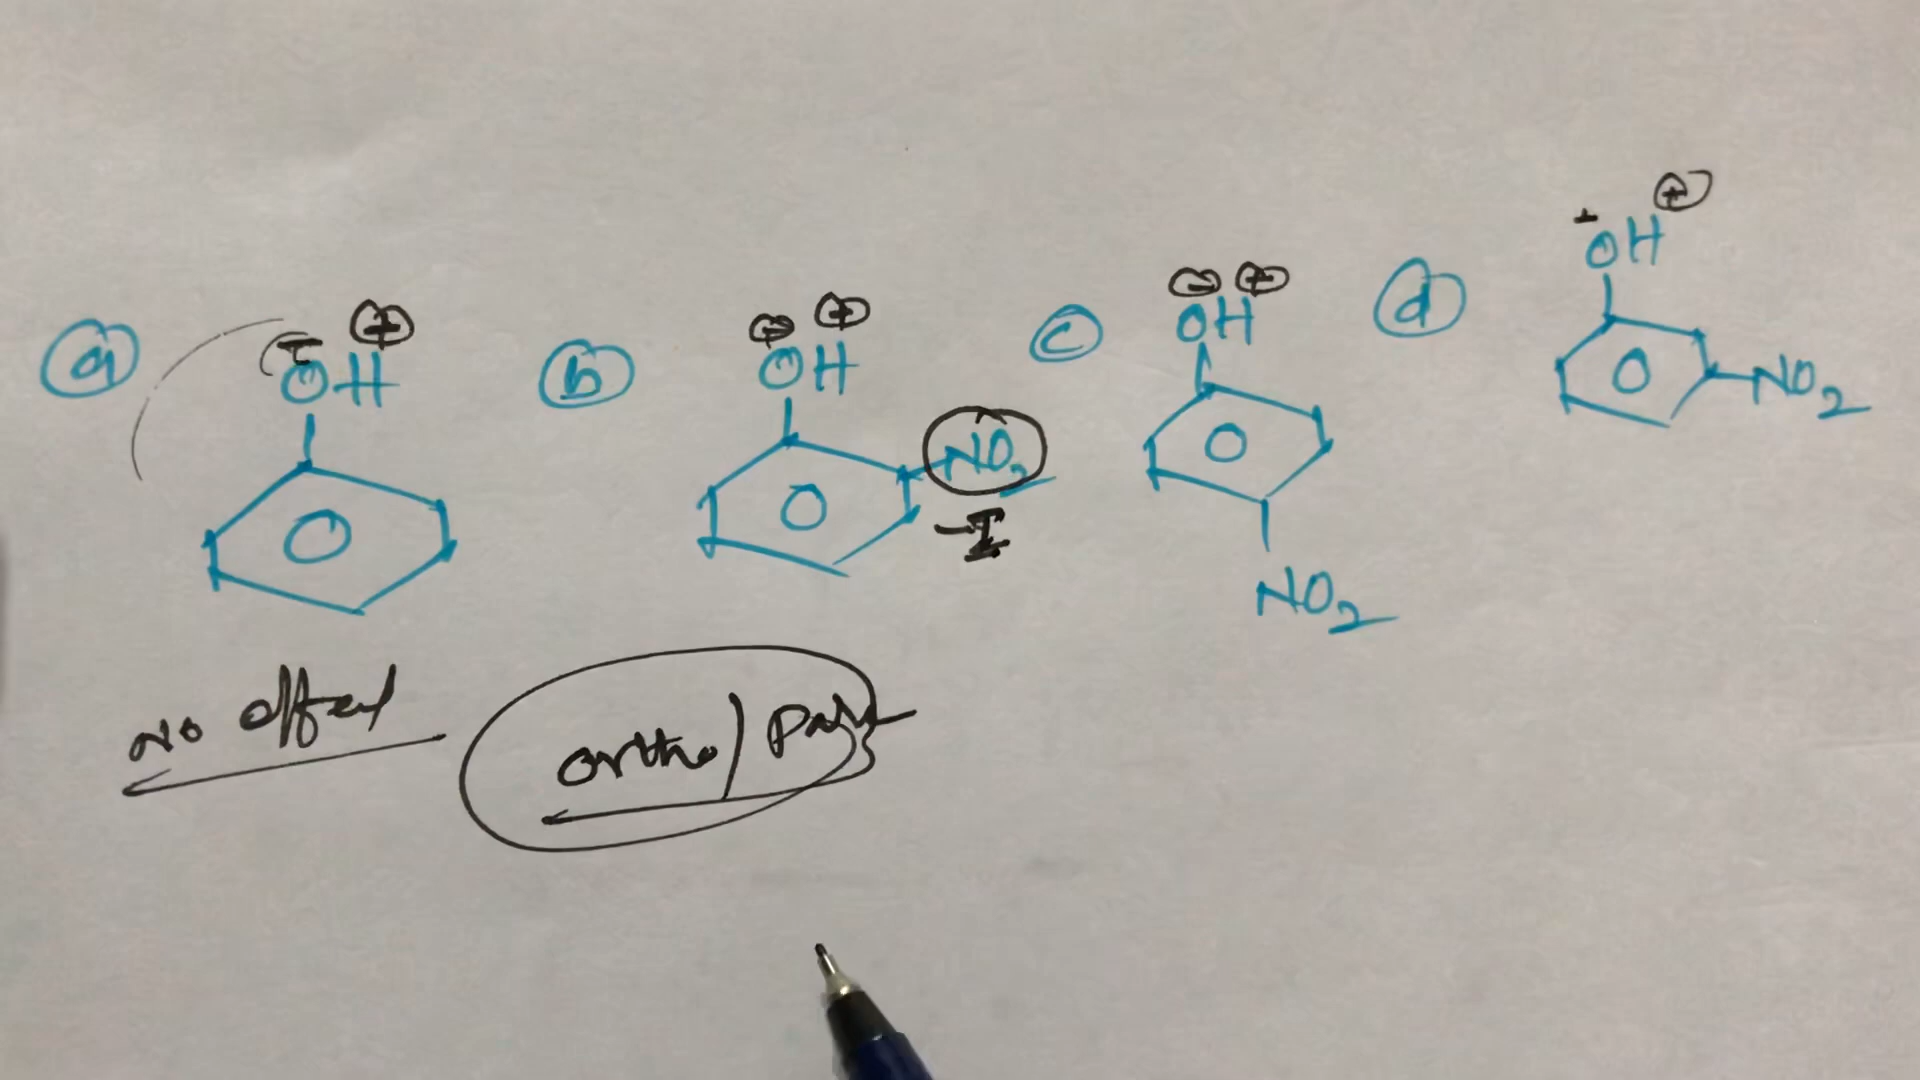 a
OH
b
OH
NO2
-I
c
OH
NO2
d
OH
NO2
No effect
ortho/para